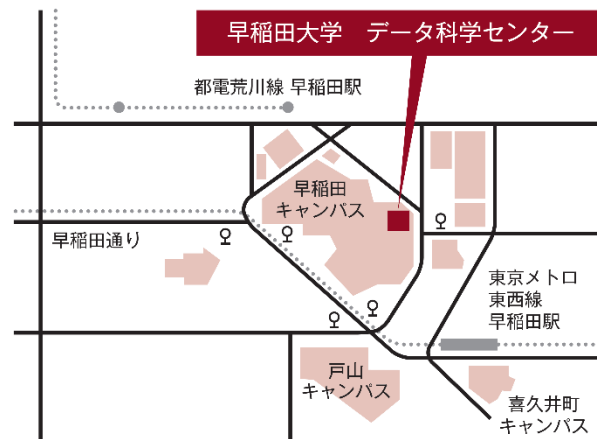 早稲田大学　データ科学センター
都電荒川線 早稲田駅
早稲田
キャンパス
早稲田通り
東京メトロ
東西線
早稲田駅
戸山
キャンパス
喜久井町
キャンパス